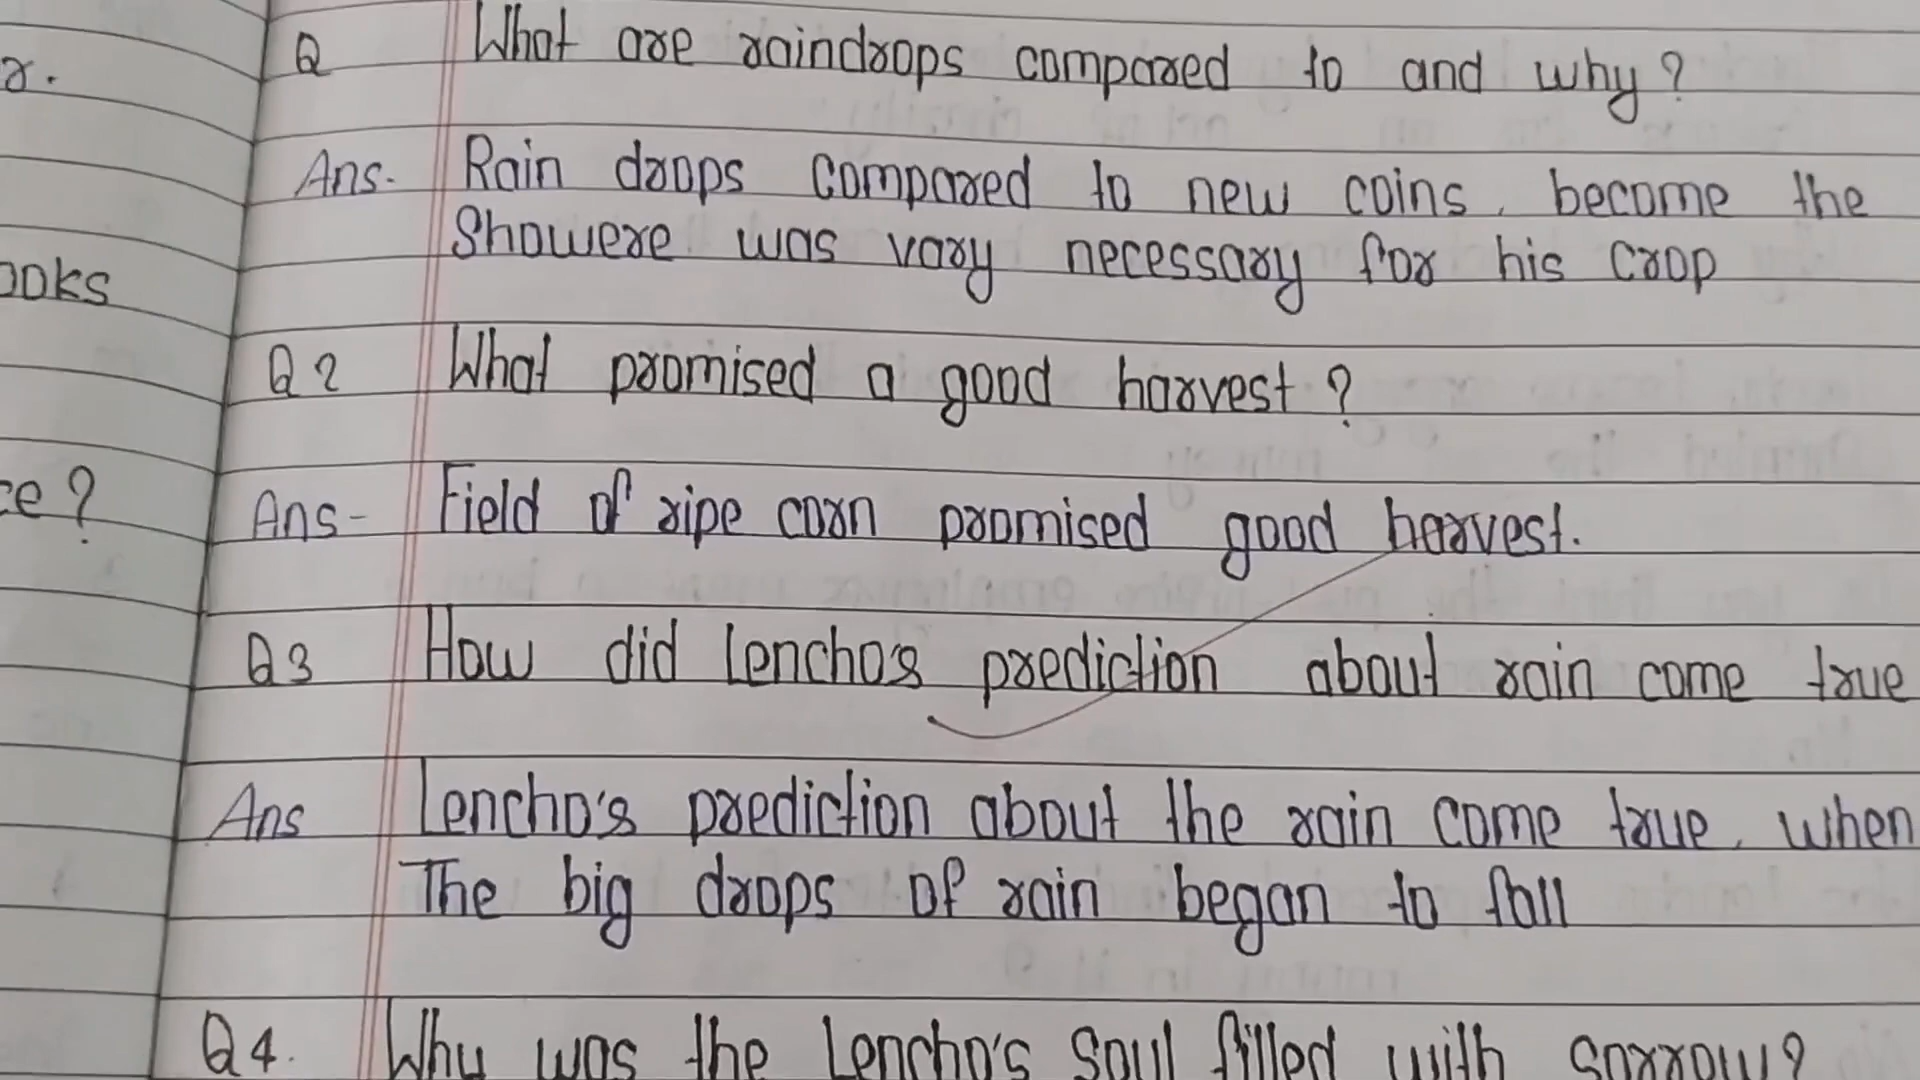 r.
ooks
ce?
Q What are raindrops compared to and why?
Ans. Rain drops compared to new coins, become the
Showere was vary necessary for his crop
Q2 What promised a good harvest?
Ans- Field of ripe corn promised good harvest.
Q3 How did Lencho's prediction about rain come true
Ans Lencho's prediction about the rain come true, when
The big drops of rain began to fall
Q4. Why was the Lencho's soul filled with sorrow?